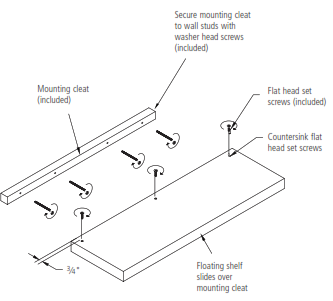 Secure mounting cleat
to wall studs with
washer head screws
(included)
Mounting cleat
(included)
Flat head set
screws (included)
Countersink flat
head set screws
¾"
Floating shelf
slides over
mounting cleat